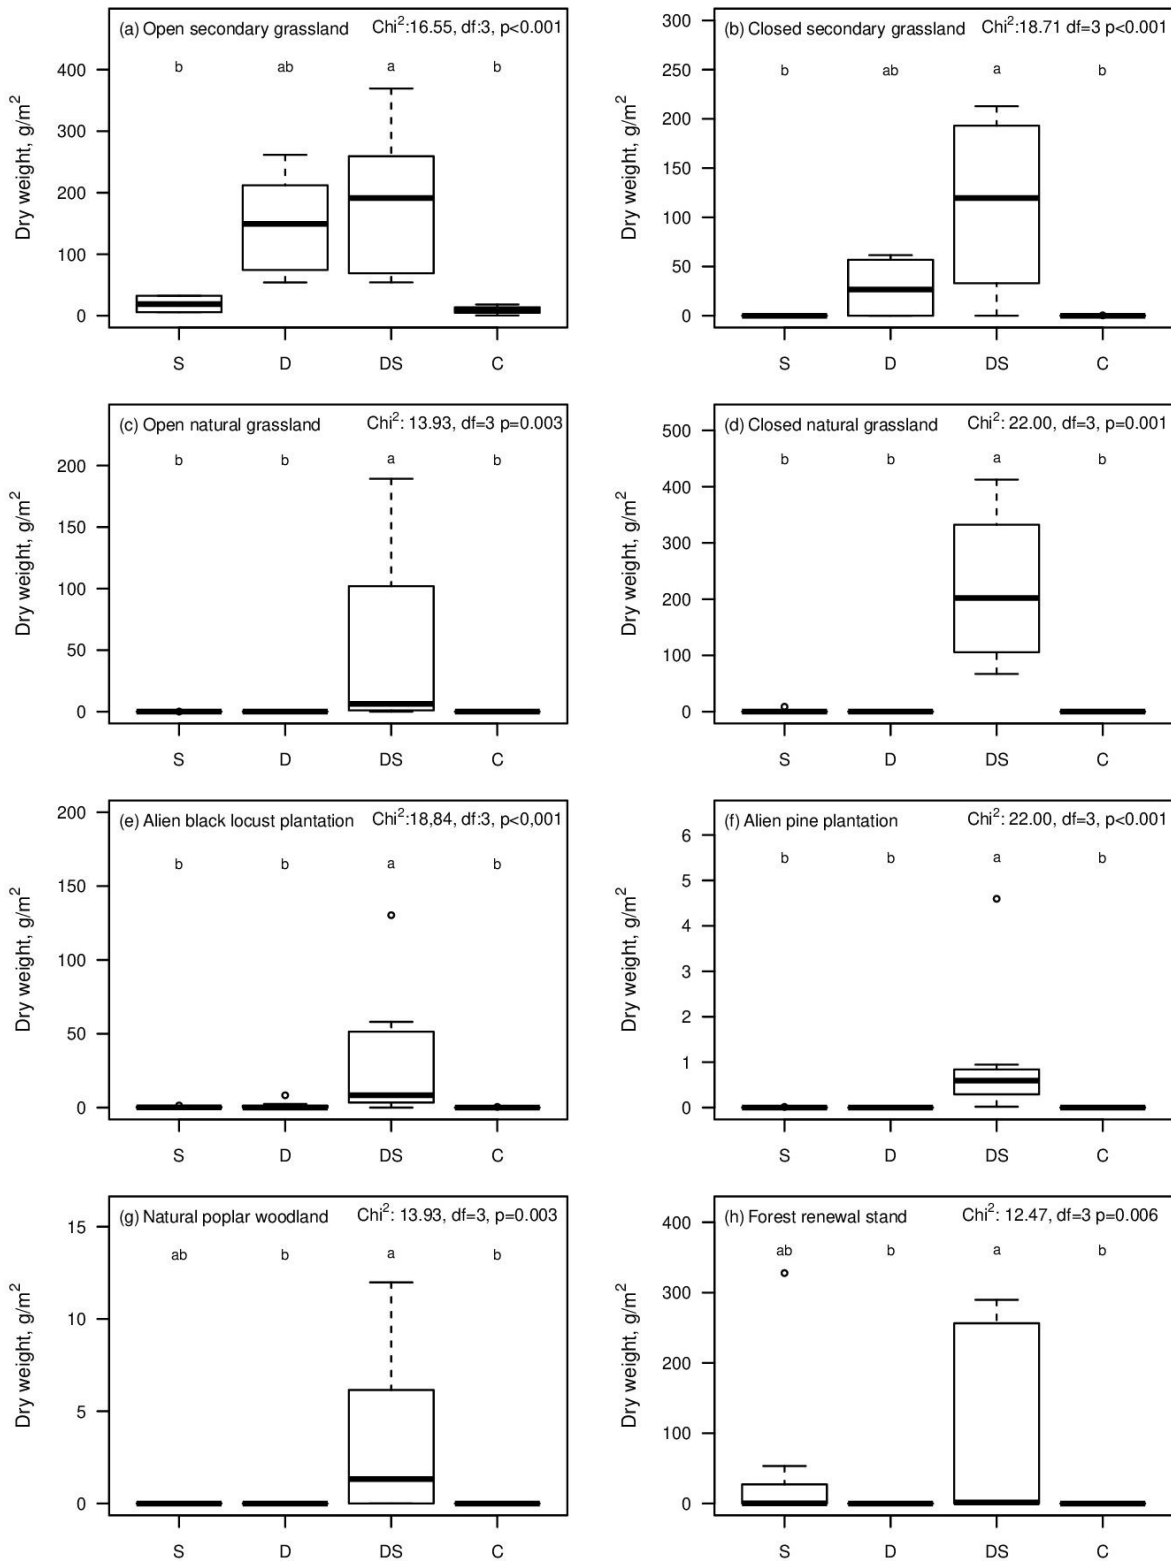 (a) Open secondary grassland Chi²:16.55, df:3, p<0.001
b ab a b
400
300
200
100
0
Dry weight, g/m²
S D DS C
(b) Closed secondary grassland Chi²:18.71 df=3 p<0.001
b ab a b
300
250
200
150
100
50
0
Dry weight, g/m²
S D DS C
(c) Open natural grassland Chi²: 13.93, df=3 p=0.003
b b a b
200
150
100
50
0
Dry weight, g/m²
S D DS C
(d) Closed natural grassland Chi²: 22.00, df=3, p=0.001
b b a b
500
400
300
200
100
0
Dry weight, g/m²
S D DS C
(e) Alien black locust plantation Chi²:18,84, df:3, p<0,001
b b a b
200
150
100
50
0
Dry weight, g/m²
S D DS C
(f) Alien pine plantation Chi²: 22.00, df=3, p<0.001
b b a b
6
5
4
3
2
1
0
Dry weight, g/m²
S D DS C
(g) Natural poplar woodland Chi²: 13.93, df=3, p=0.003
ab b a b
15
10
5
0
Dry weight, g/m²
S D DS C
(h) Forest renewal stand Chi²: 12.47, df=3 p=0.006
ab b a b
400
300
200
100
0
Dry weight, g/m²
S D DS C